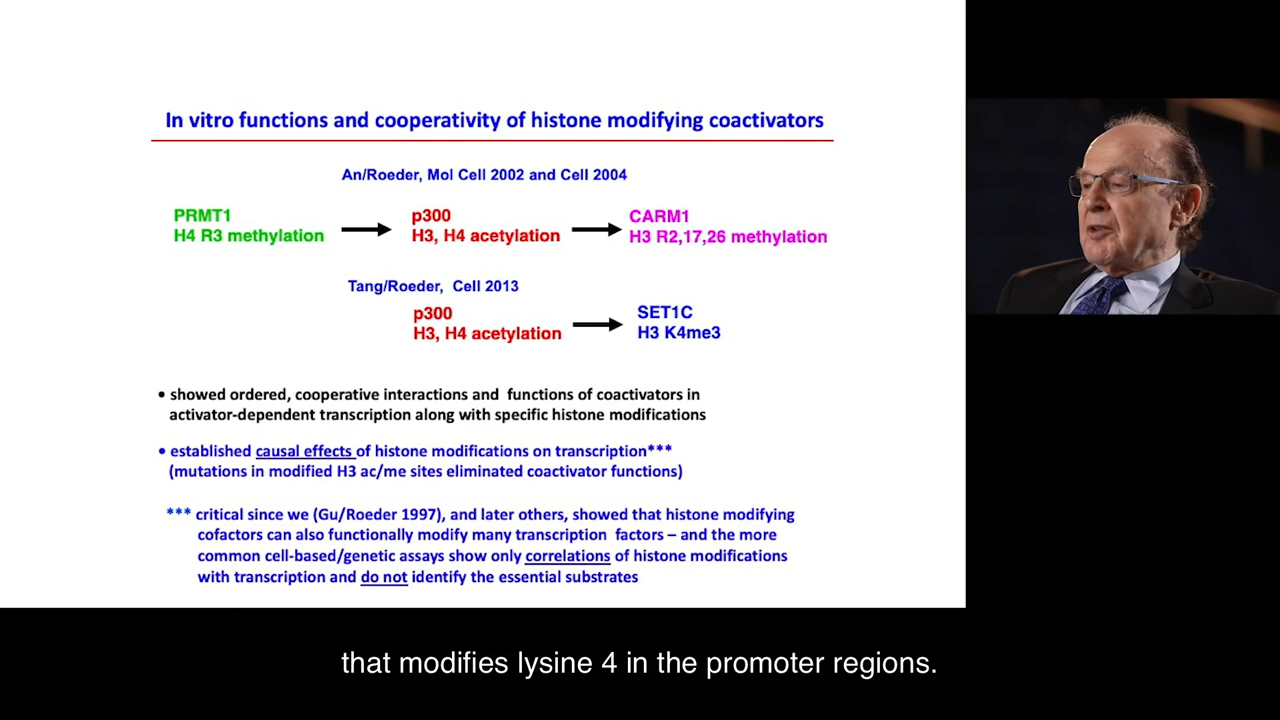 In vitro functions and cooperativity of histone modifying coactivators
An/Roeder, Mol Cell 2002 and Cell 2004
PRMT1
H4 R3 methylation
p300
H3, H4 acetylation
CARM1
H3 R2,17,26 methylation
Tang/Roeder, Cell 2013
p300
H3, H4 acetylation
SET1C
H3 K4me3
• showed ordered, cooperative interactions and functions of coactivators in
activator-dependent transcription along with specific histone modifications
• established causal effects of histone modifications on transcription***
(mutations in modified H3 ac/me sites eliminated coactivator functions)
*** critical since we (Gu/Roeder 1997), and later others, showed that histone modifying
cofactors can also functionally modify many transcription factors – and the more
common cell-based/genetic assays show only correlations of histone modifications
with transcription and do not identify the essential substrates
that modifies lysine 4 in the promoter regions.